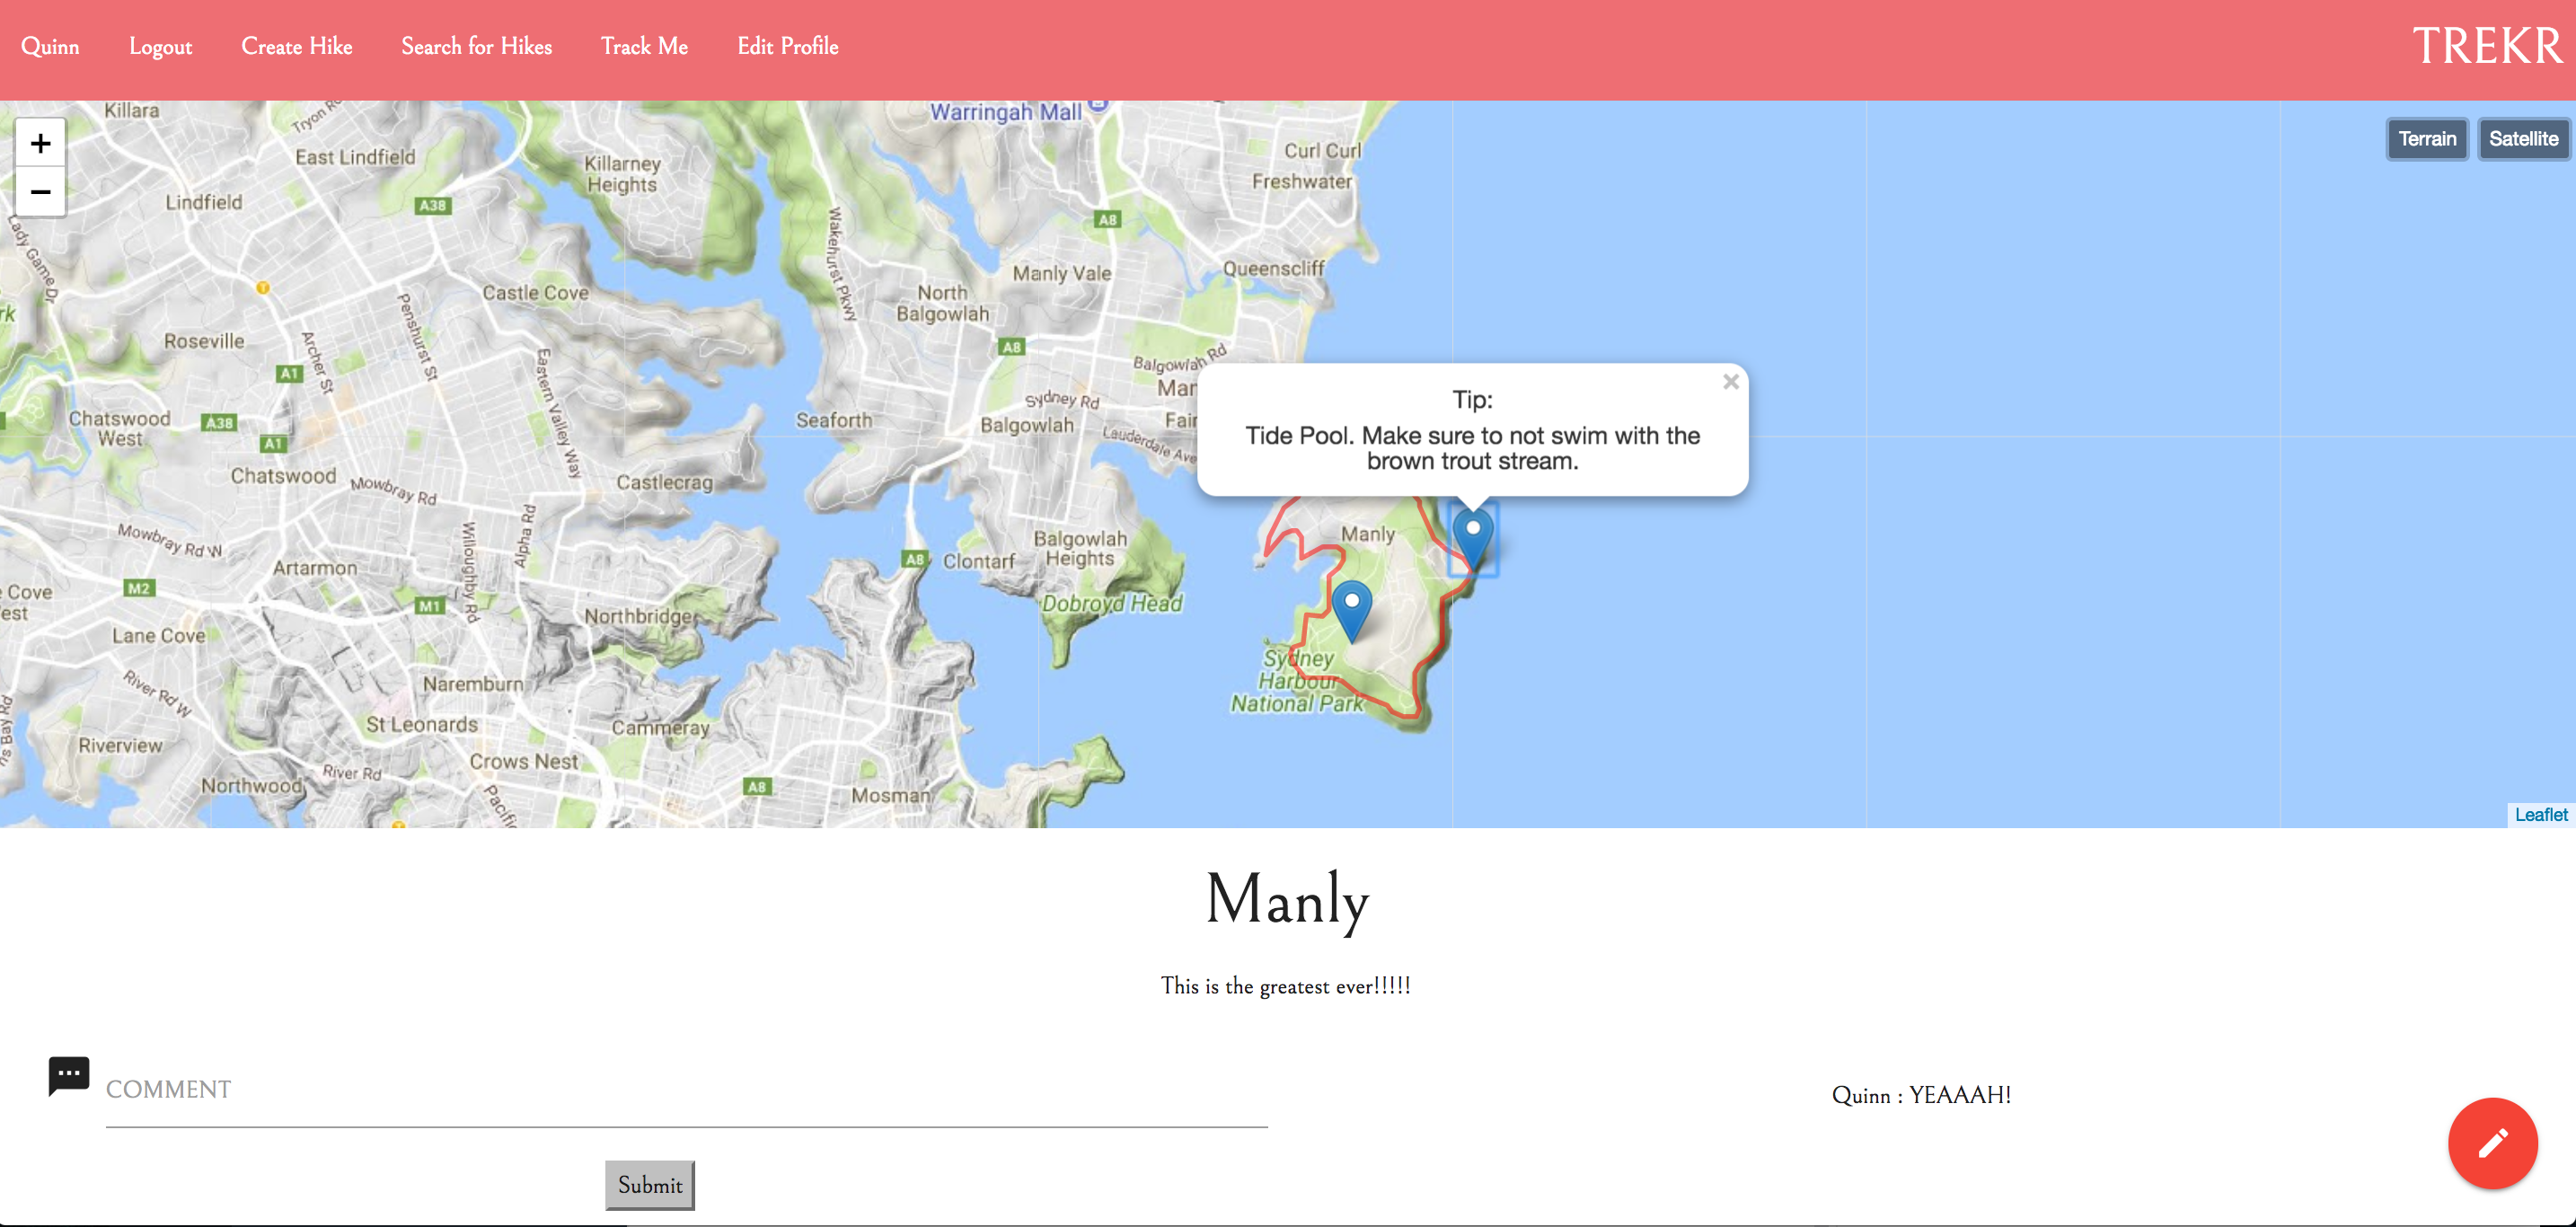 Quinn Logout Create Hike Search for Hikes Track Me Edit Profile TREKR
+
−
Terrain Satellite
Killara
Tryon
East Lindfield
Lindfield
A38
Lady Game Dr
Killarney
Heights
Warringah Mall
Curl Curl
Freshwater
A8
Wakehurst Pkwy
Manly Vale
Queenscliff
North
Balgowlah
Castle Cove
Roseville
Archer St
Penshurst St
A1
Eastern Valley Way
A8
Balgowlah Rd
Sydney Rd
Balgowlah
Lauderdale Ave
Seaforth
Chatswood
West
A38
A1
Chatswood
Mowbray Rd
Castlecrag
Tip:
×
Tide Pool. Make sure to not swim with the
brown trout stream.
Mowbray Rd W
Willoughby Rd
Alpha Rd
Artarmon
M2
M1
Lane Cove
Northbridge
A8
Clontarf
Balgowlah
Heights
Dobroyd Head
Manly
Sydney
Harbour
National Park
River Rd W
Naremburn
St Leonards
Cammeray
Riverview
Crows Nest
Northwood
River Rd
A8
Mosman
Leaflet
Manly
This is the greatest ever!!!!!
COMMENT
Quinn : YEAAAH!
Submit